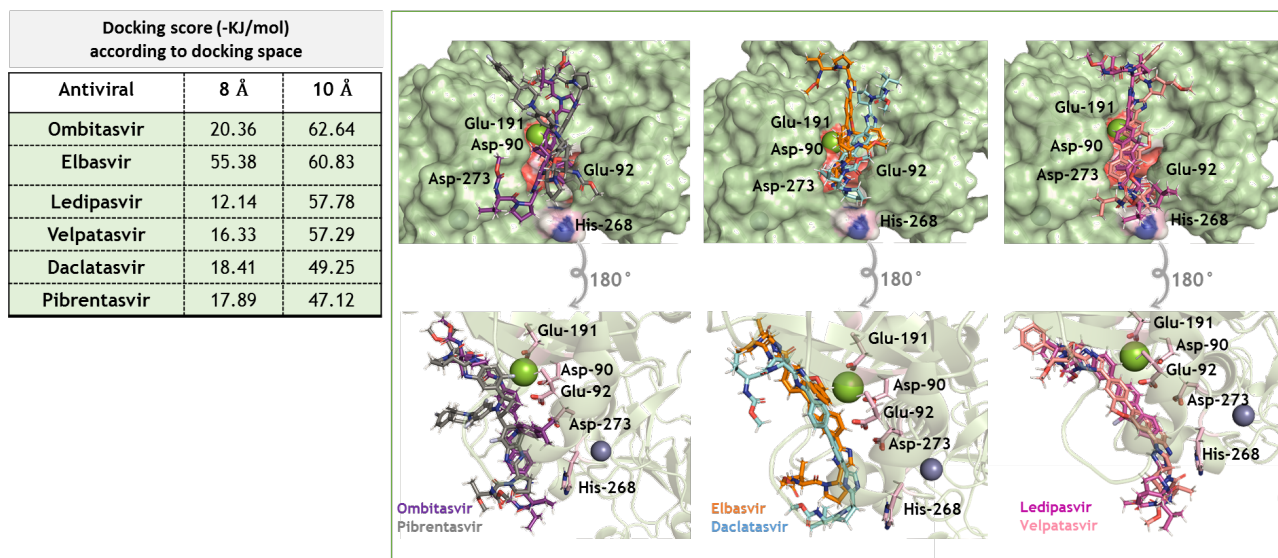 Docking score (-KJ/mol)
according to docking space
Antiviral 8 Å 10 Å
Ombitasvir 20.36 62.64
Elbasvir 55.38 60.83
Ledipasvir 12.14 57.78
Velpatasvir 16.33 57.29
Daclatasvir 18.41 49.25
Pibrentasvir 17.89 47.12
Glu-191
Asp-90
Glu-92
Asp-273
His-268
180°
Glu-191
Asp-90
Glu-92
Asp-273
His-268
Ombitasvir
Pibrentasvir
Glu-191
Asp-90
Glu-92
Asp-273
His-268
180°
Glu-191
Asp-90
Glu-92
Asp-273
His-268
Elbasvir
Daclatasvir
Glu-191
Asp-90
Glu-92
Asp-273
His-268
180°
Glu-191
Asp-90
Glu-92
Asp-273
His-268
Ledipasvir
Velpatasvir